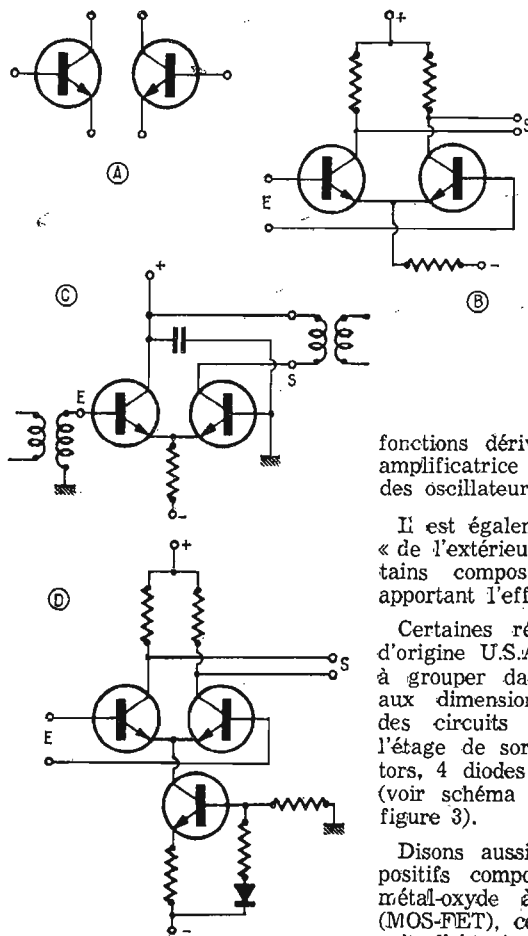 +
A
E
S
-
B
+
C
E
S
-
+
D
E
S
-
fonctions dériv
amplificatrice
des oscillateur
Il est égalem
« de l'extérieu
tains compos
apportant l'eff
Certaines ré
d'origine U.S.A
à grouper da
aux dimension
des circuits
l'étage de sor
tors, 4 diodes
(voir schéma
figure 3).
Disons aussi
positifs compo
métal-oxyde à
(MOS-FET), co